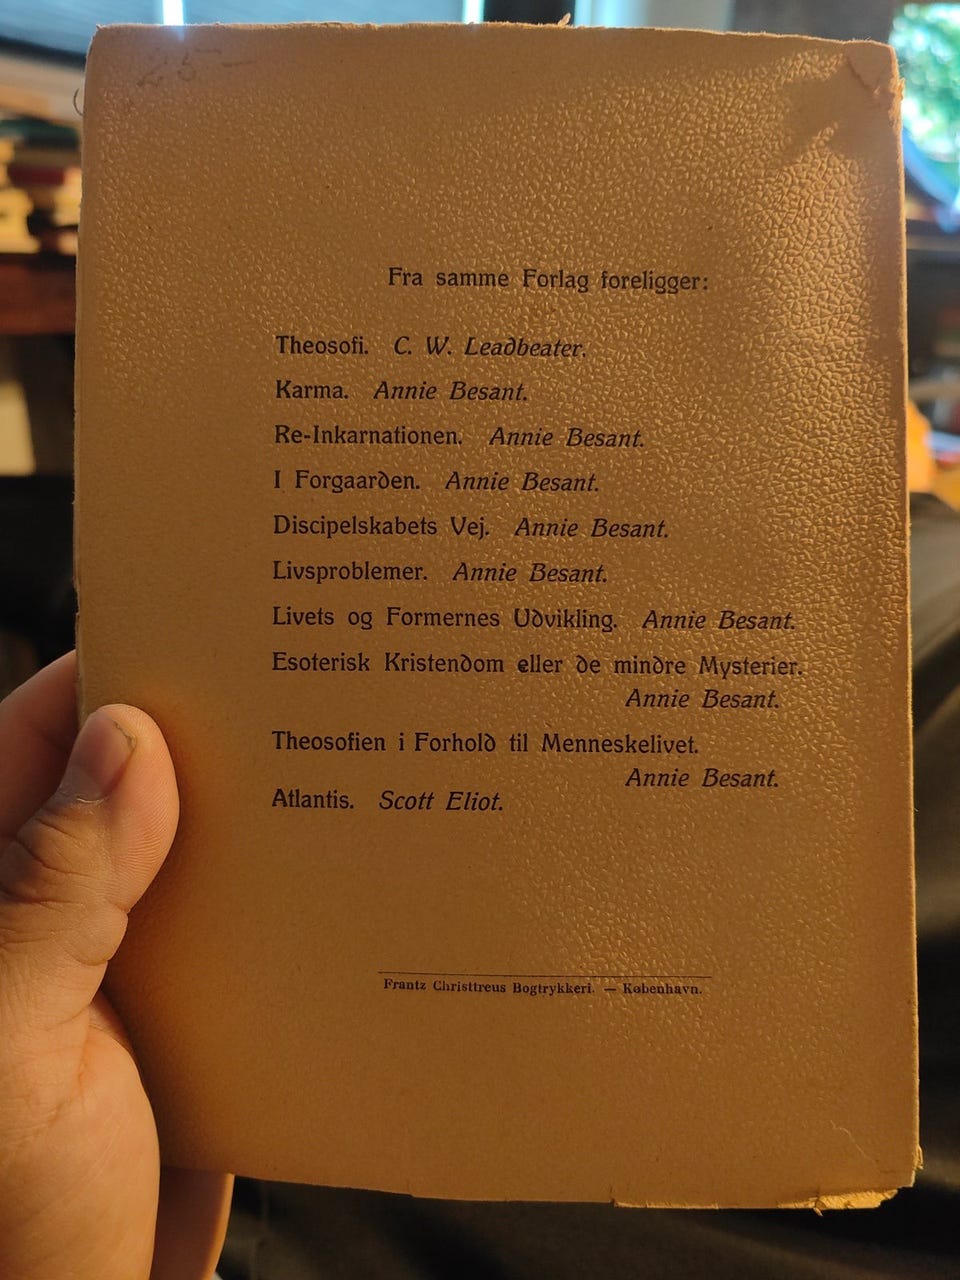 Fra samme Forlag foreligger:
Theosofi. C. W. Leadbeater.
Karma. Annie Besant.
Re-Inkarnationen. Annie Besant.
I Forgaarden. Annie Besant.
Discipelskabets Vej. Annie Besant.
Livsproblemer. Annie Besant.
Livets og Formernes Udvikling. Annie Besant.
Esoterisk Kristendom eller de mindre Mysterier.
Annie Besant.
Theosofien i Forhold til Menneskelivet.
Annie Besant.
Atlantis. Scott Eliot.
Frantz Christtreus Bogtrykkeri. — København.